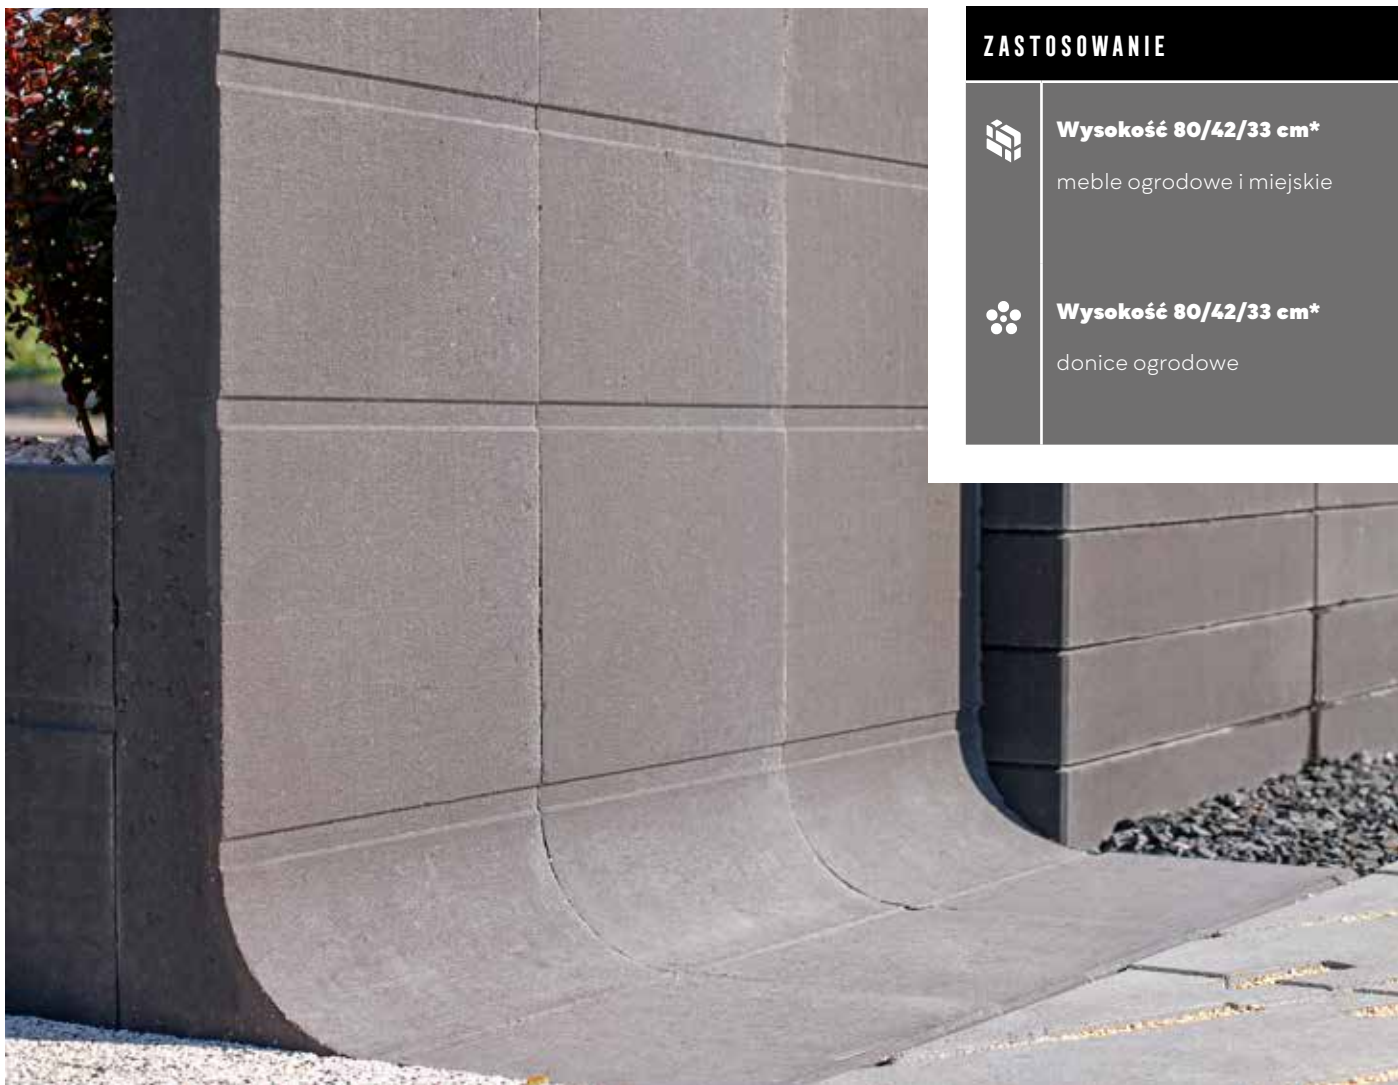 ZASTOSOWANIE
Wysokość 80/42/33 cm*
meble ogrodowe i miejskie
Wysokość 80/42/33 cm*
donice ogrodowe